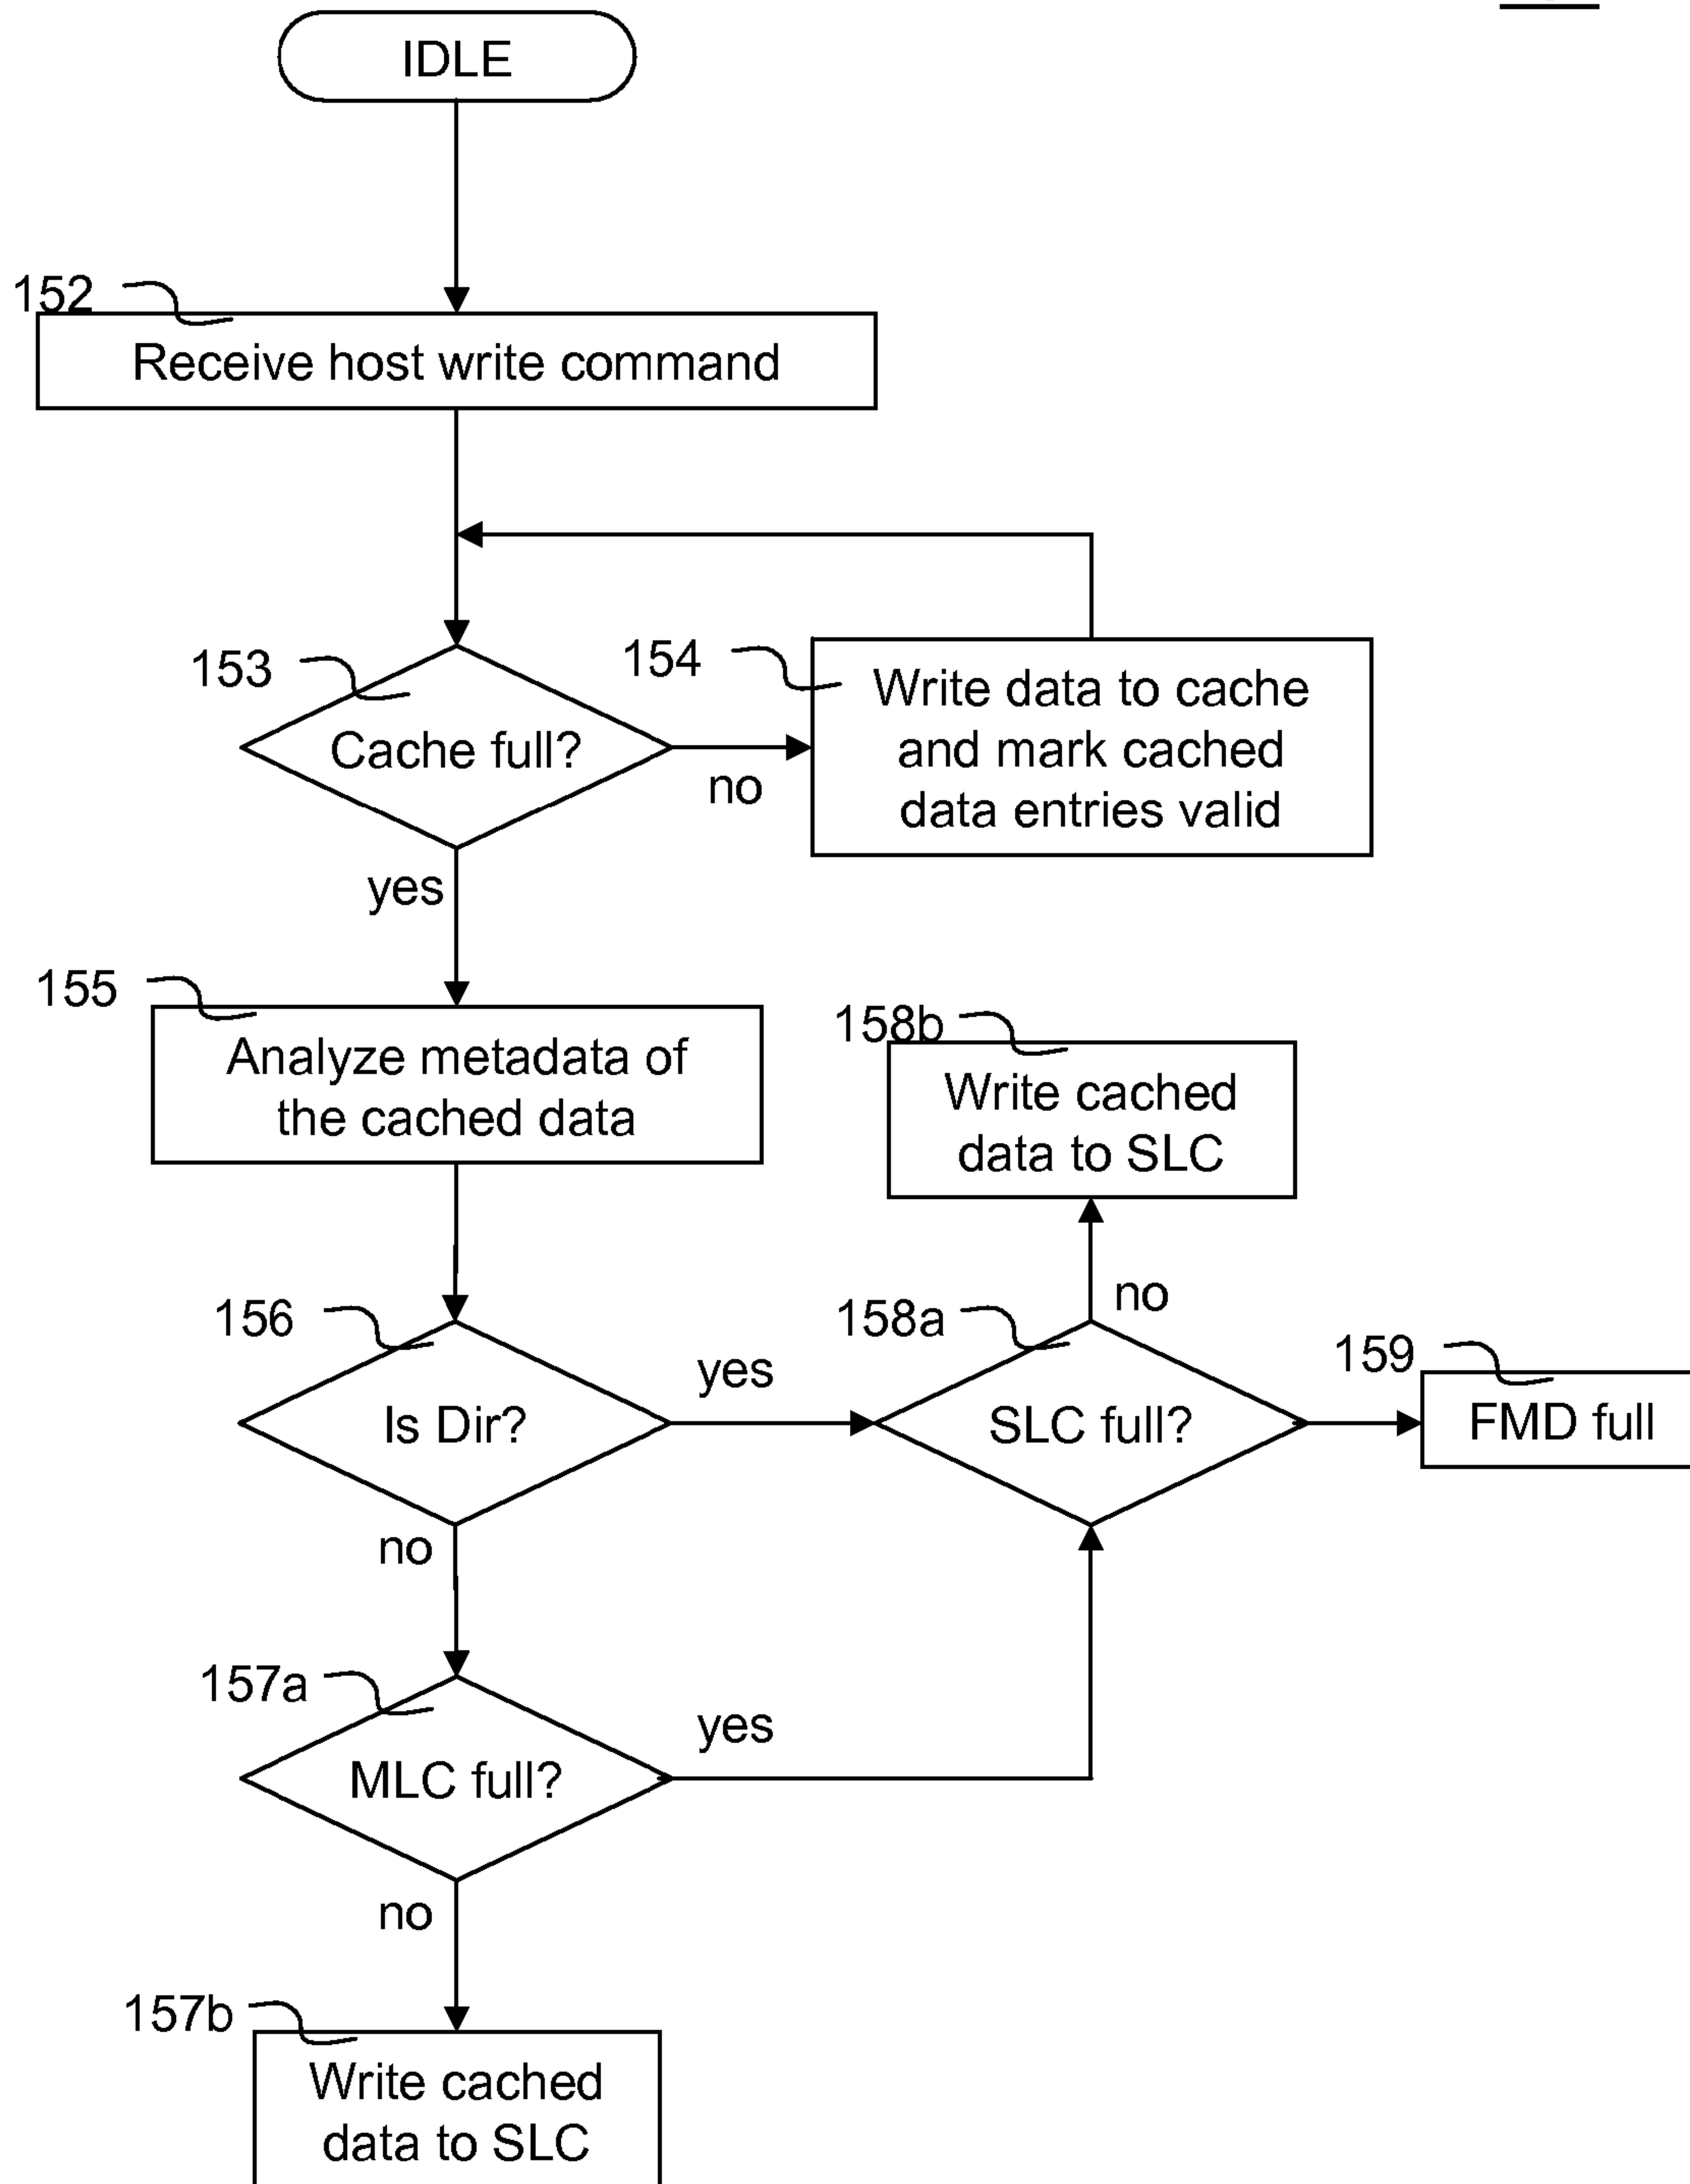 IDLE
152
Receive host write command
153
Cache full?
no
154
Write data to cache
and mark cached
data entries valid
yes
155
Analyze metadata of
the cached data
158b
Write cached
data to SLC
156
Is Dir?
yes
158a
SLC full?
no
159
FMD full
no
157a
MLC full?
yes
no
157b
Write cached
data to SLC